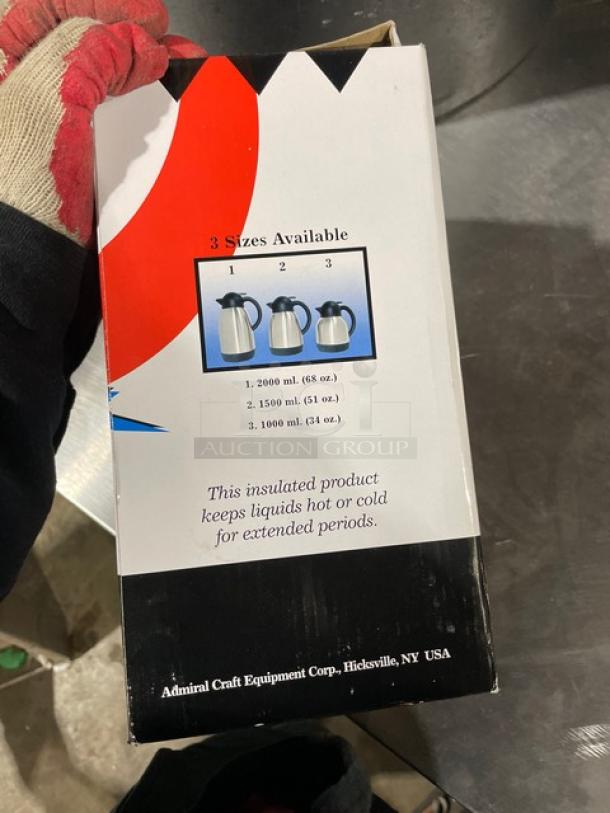 3 Sizes Available
1 2 3
1. 2000 ml. (68 oz.)
2. 1500 ml. (51 oz.)
3. 1000 ml. (34 oz.)
PCI
AUCTION GROUP
This insulated product
keeps liquids hot or cold
for extended periods.
Admiral Craft Equipment Corp., Hicksville, NY USA